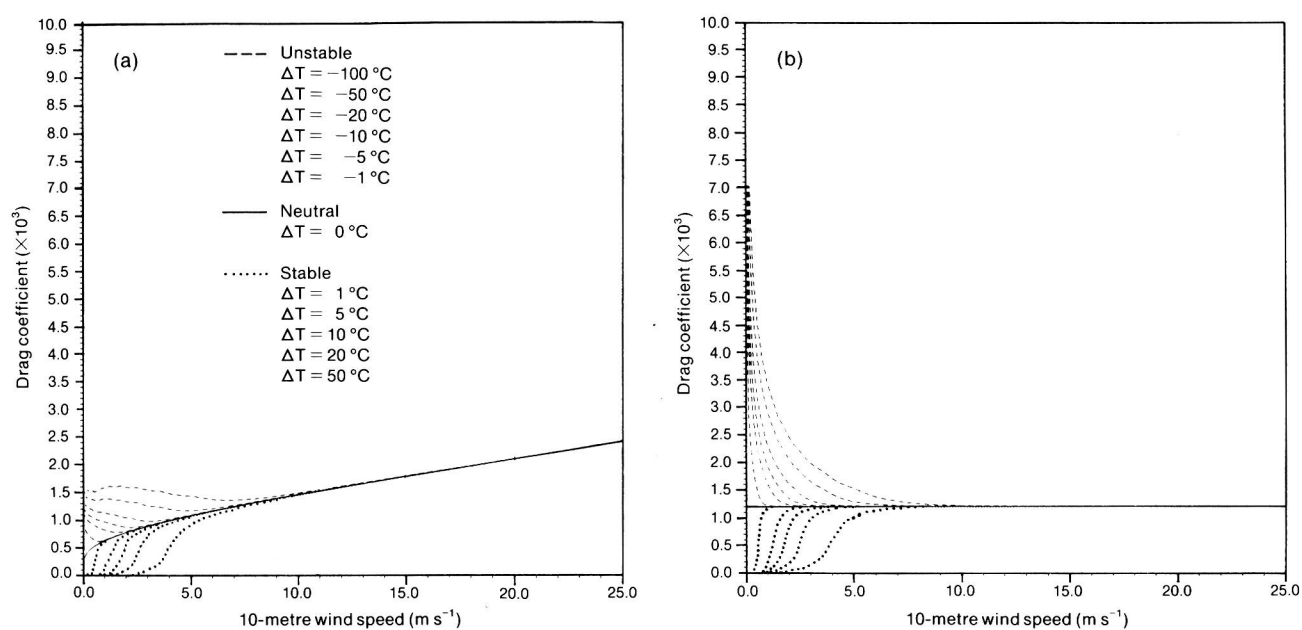 (a)
Unstable
ΔT = −100 °C
ΔT = −50 °C
ΔT = −20 °C
ΔT = −10 °C
ΔT = −5 °C
ΔT = −1 °C
Neutral
ΔT = 0 °C
Stable
ΔT = 1 °C
ΔT = 5 °C
ΔT = 10 °C
ΔT = 20 °C
ΔT = 50 °C
Drag coefficient (×10³)
10.0
9.5
9.0
8.5
8.0
7.5
7.0
6.5
6.0
5.5
5.0
4.5
4.0
3.5
3.0
2.5
2.0
1.5
1.0
0.5
0.0
0.0 5.0 10.0 15.0 20.0 25.0
10-metre wind speed (m s⁻¹)
(b)
Drag coefficient (×10³)
10.0
9.5
9.0
8.5
8.0
7.5
7.0
6.5
6.0
5.5
5.0
4.5
4.0
3.5
3.0
2.5
2.0
1.5
1.0
0.5
0.0
0.0 5.0 10.0 15.0 20.0 25.0
10-metre wind speed (m s⁻¹)